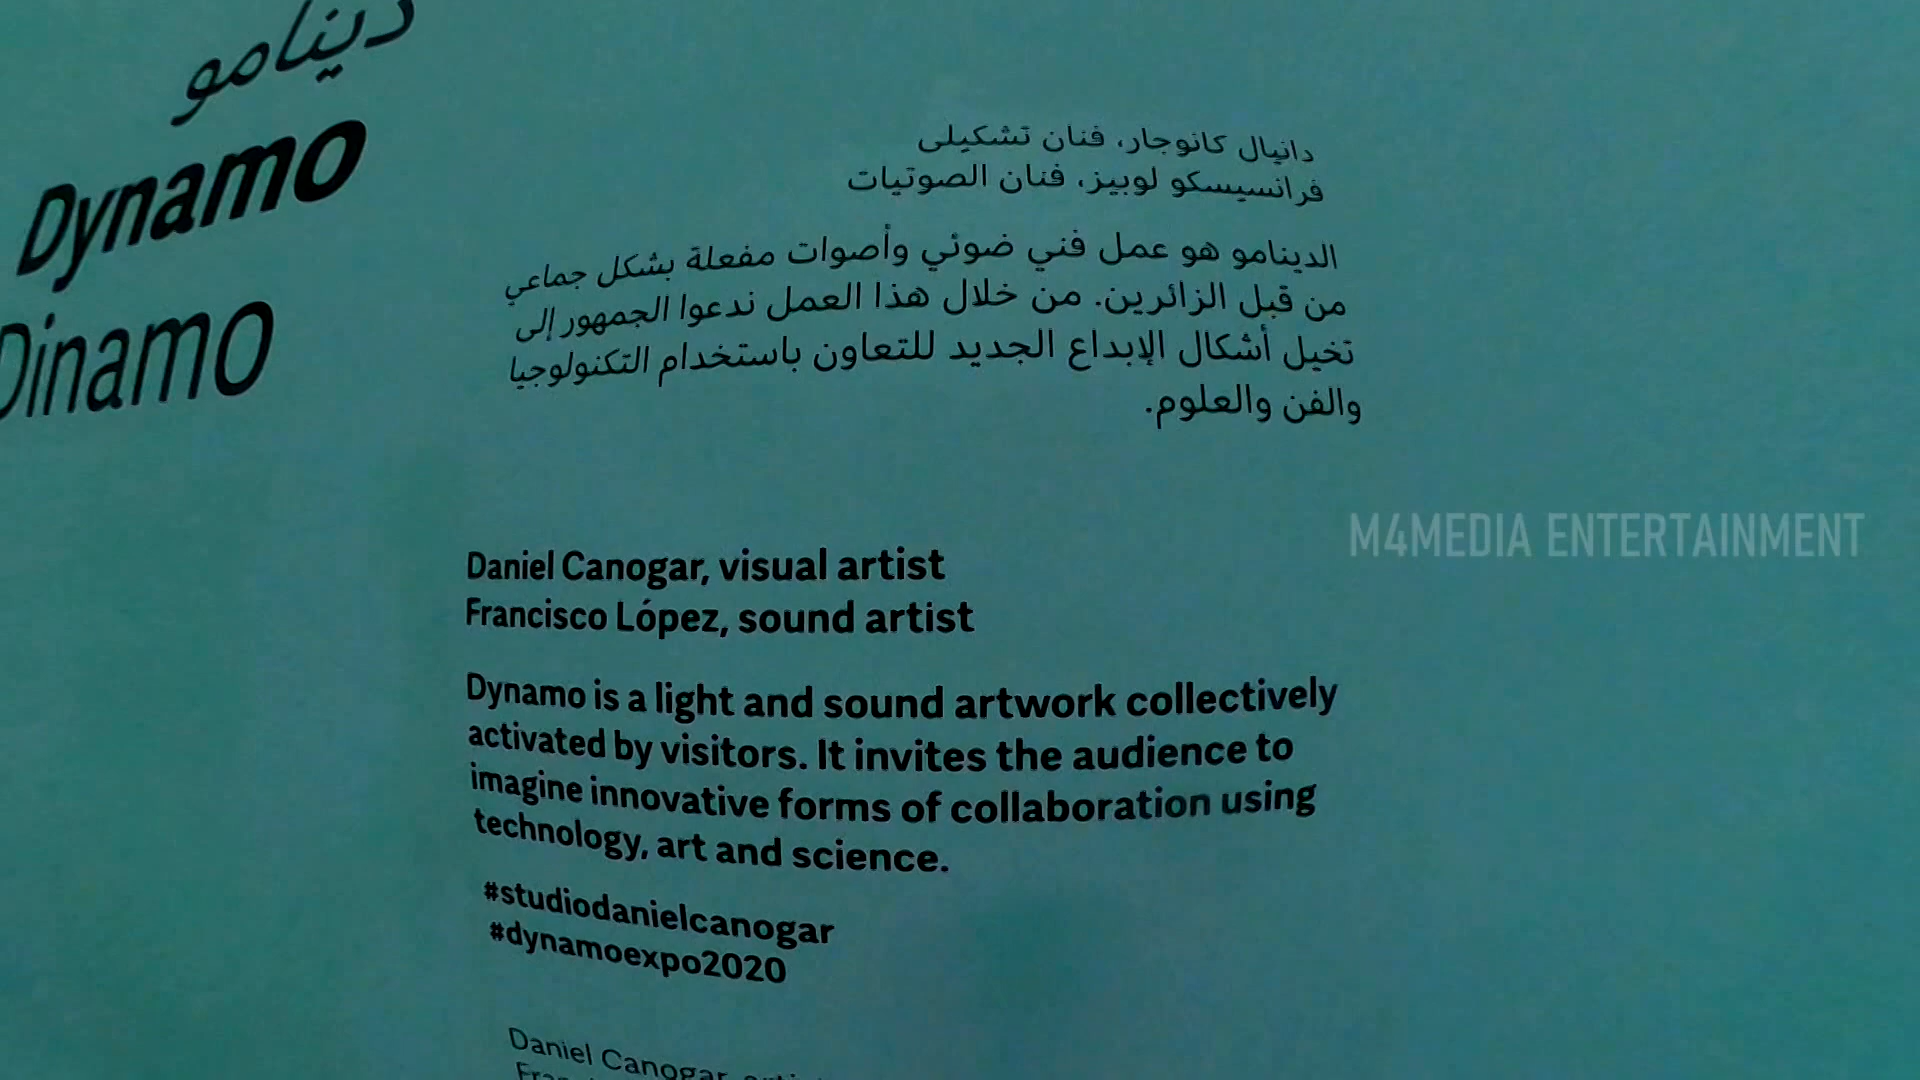 دينامو
Dynamo
Dinamo
دانيال كانوجار، فنان تشكيلى
فرانسيسكو لوبيز، فنان الصوتيات
الدينامو هو عمل فني ضوئي وأصوات مفعلة بشكل جماعي
من قبل الزائرين. من خلال هذا العمل ندعوا الجمهور إلى
تخيل أشكال الإبداع الجديد للتعاون باستخدام التكنولوجيا
والفن والعلوم.
M4MEDIA ENTERTAINMENT
Daniel Canogar, visual artist
Francisco López, sound artist
Dynamo is a light and sound artwork collectively
activated by visitors. It invites the audience to
imagine innovative forms of collaboration using
technology, art and science.
#studiodanielcanogar
#dynamoexpo2020
Daniel Canogar,